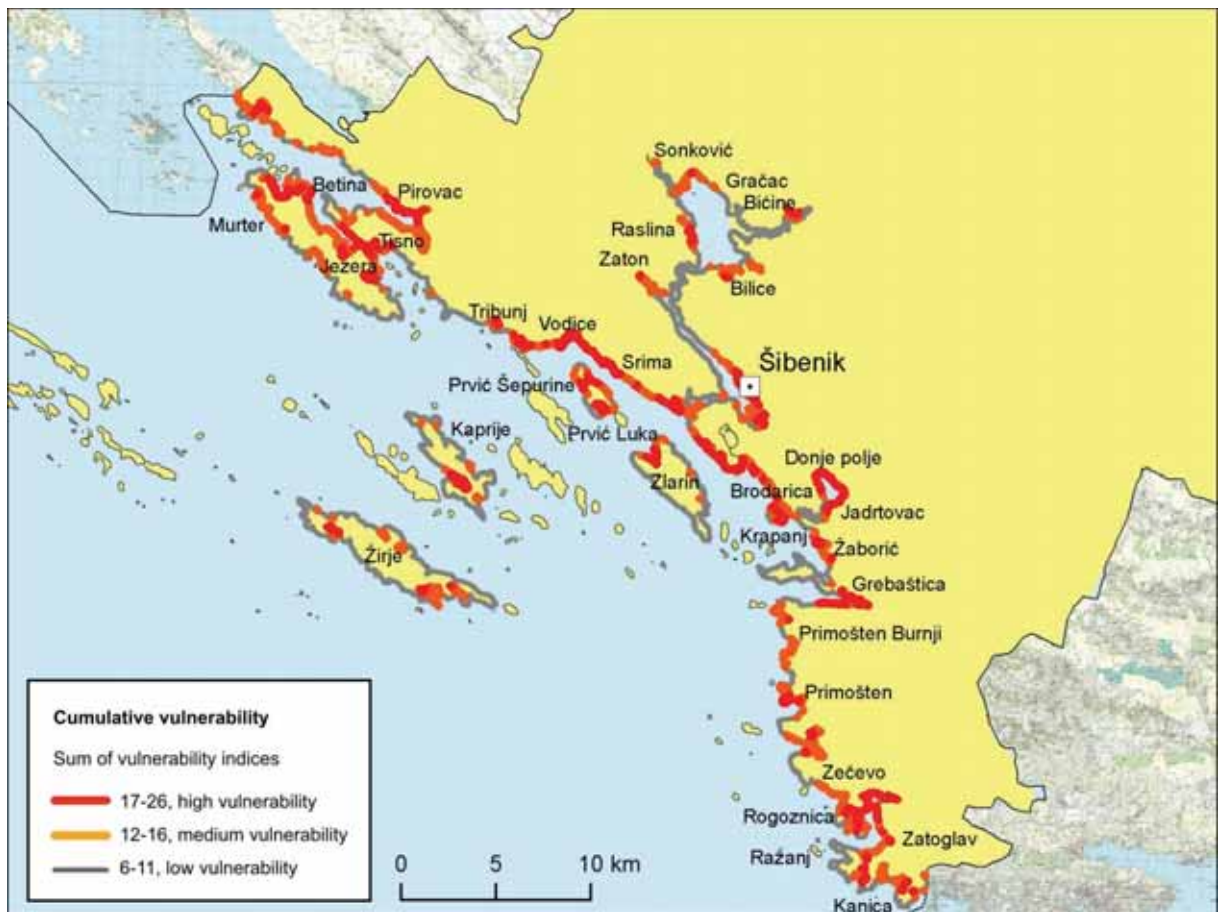 Sonković
Gračac
Bićine
Betina
Pirovac
Murter
Raslina
Tisno
Zaton
Jezera
Bilice
Tribunj
Vodice
Srima
Šibenik
Prvić Šepurine
Kaprije
Prvić Luka
Donje polje
Zlarin
Brodarica
Jadrtovac
Krapanj
Žaborić
Žirje
Grebaštica
Primošten Burnji
Primošten
Zečevo
Rogoznica
Zatoglav
Ražanj
Kanica
Cumulative vulnerability
Sum of vulnerability indices
17-26, high vulnerability
12-16, medium vulnerability
6-11, low vulnerability
0 5 10 km